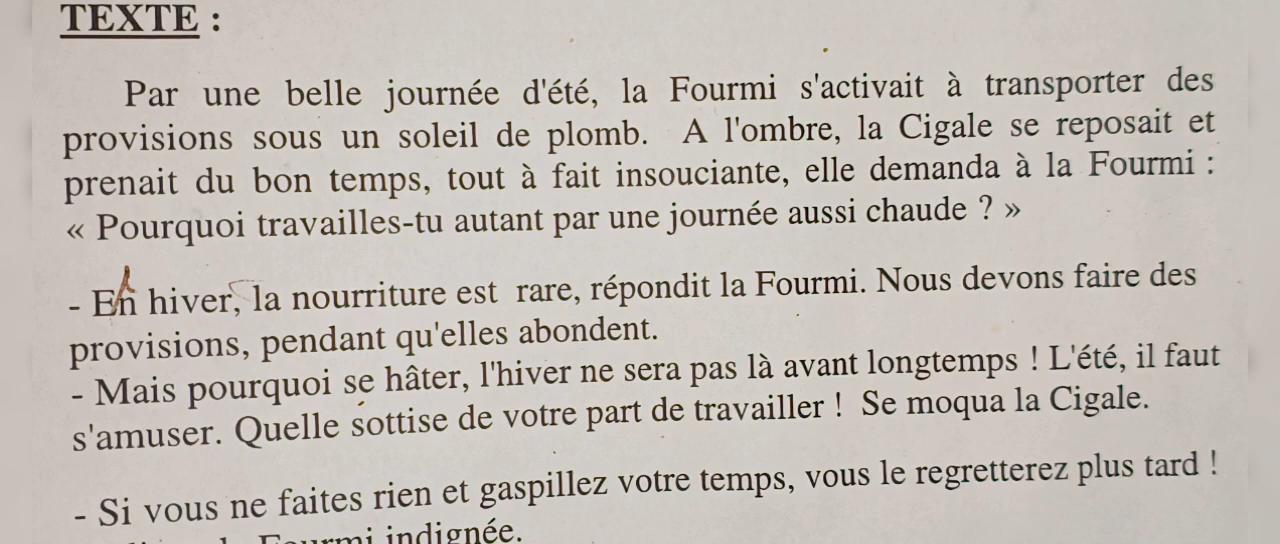 TEXTE :
Par une belle journée d'été, la Fourmi s'activait à transporter des
provisions sous un soleil de plomb. A l'ombre, la Cigale se reposait et
prenait du bon temps, tout à fait insouciante, elle demanda à la Fourmi :
« Pourquoi travailles-tu autant par une journée aussi chaude ? »
- En hiver, la nourriture est rare, répondit la Fourmi. Nous devons faire des
provisions, pendant qu'elles abondent.
- Mais pourquoi se hâter, l'hiver ne sera pas là avant longtemps ! L'été, il faut
s'amuser. Quelle sottise de votre part de travailler ! Se moqua la Cigale.
- Si vous ne faites rien et gaspillez votre temps, vous le regretterez plus tard !
Fourmi indignée.